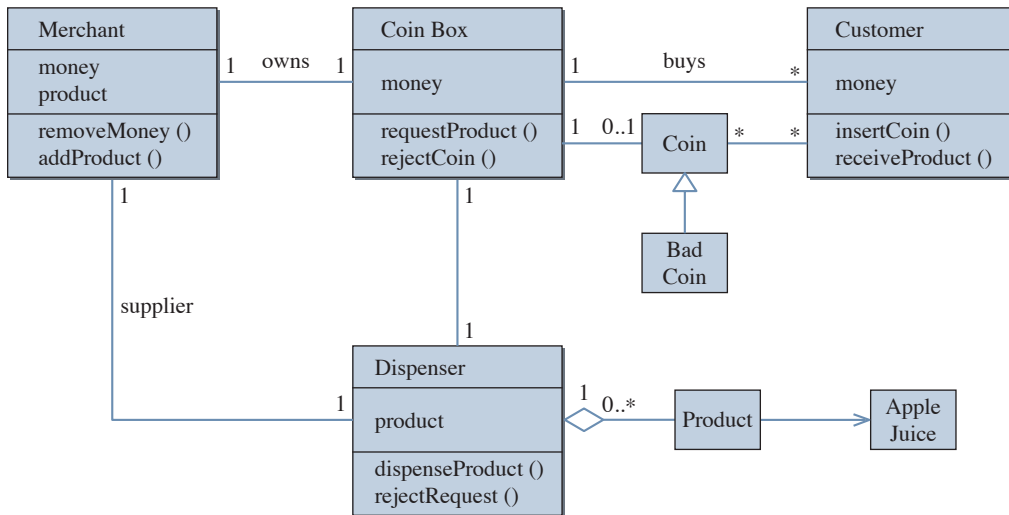 Merchant
money
product
removeMoney ()
addProduct ()
1 owns 1
Coin Box
money
requestProduct ()
rejectCoin ()
1 buys *
1 0..1
Coin
* *
Customer
money
insertCoin ()
receiveProduct ()
Bad
Coin
1
supplier
1
1
1
Dispenser
product
dispenseProduct ()
rejectRequest ()
1
0..*
Product
Apple
Juice